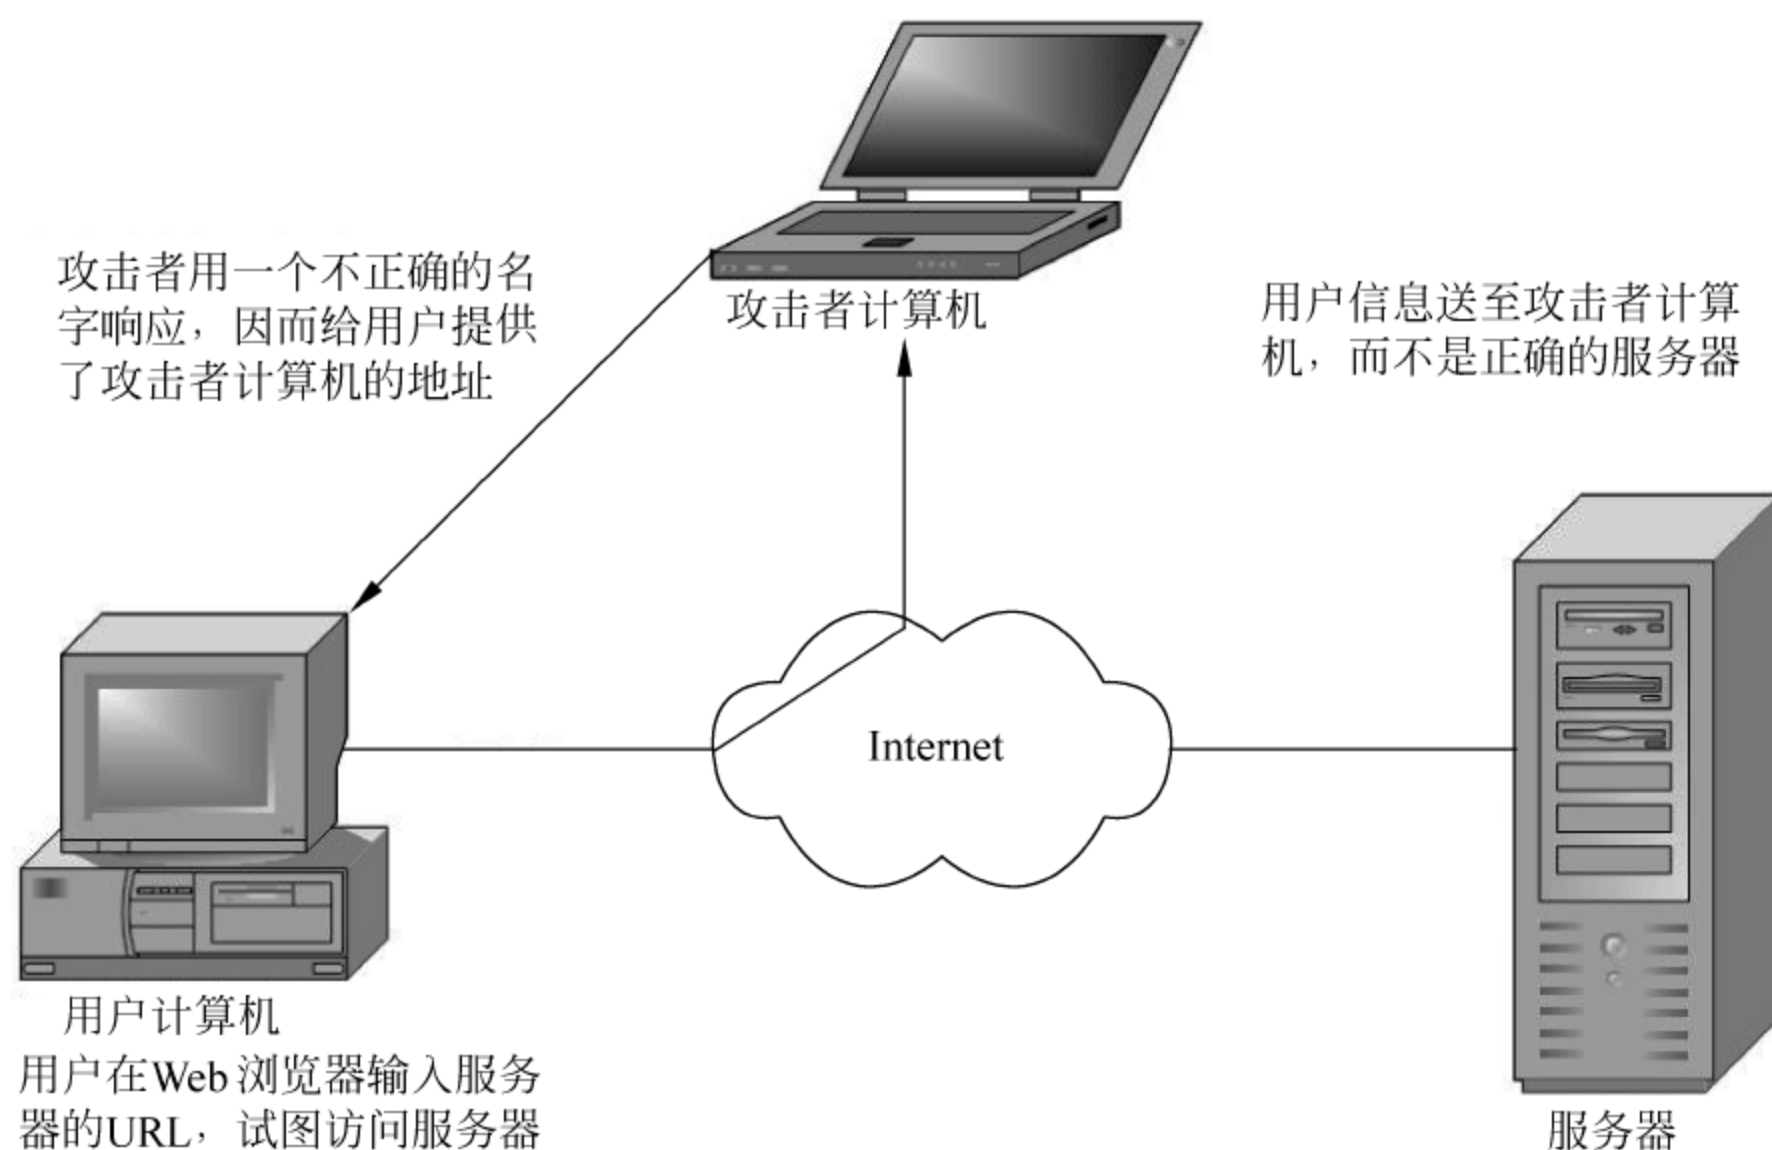 攻击者用一个不正确的名
字响应，因而给用户提供
了攻击者计算机的地址
攻击者计算机
用户信息送至攻击者计算
机，而不是正确的服务器
Internet
用户计算机
用户在Web 浏览器输入服务
器的URL，试图访问服务器
服务器